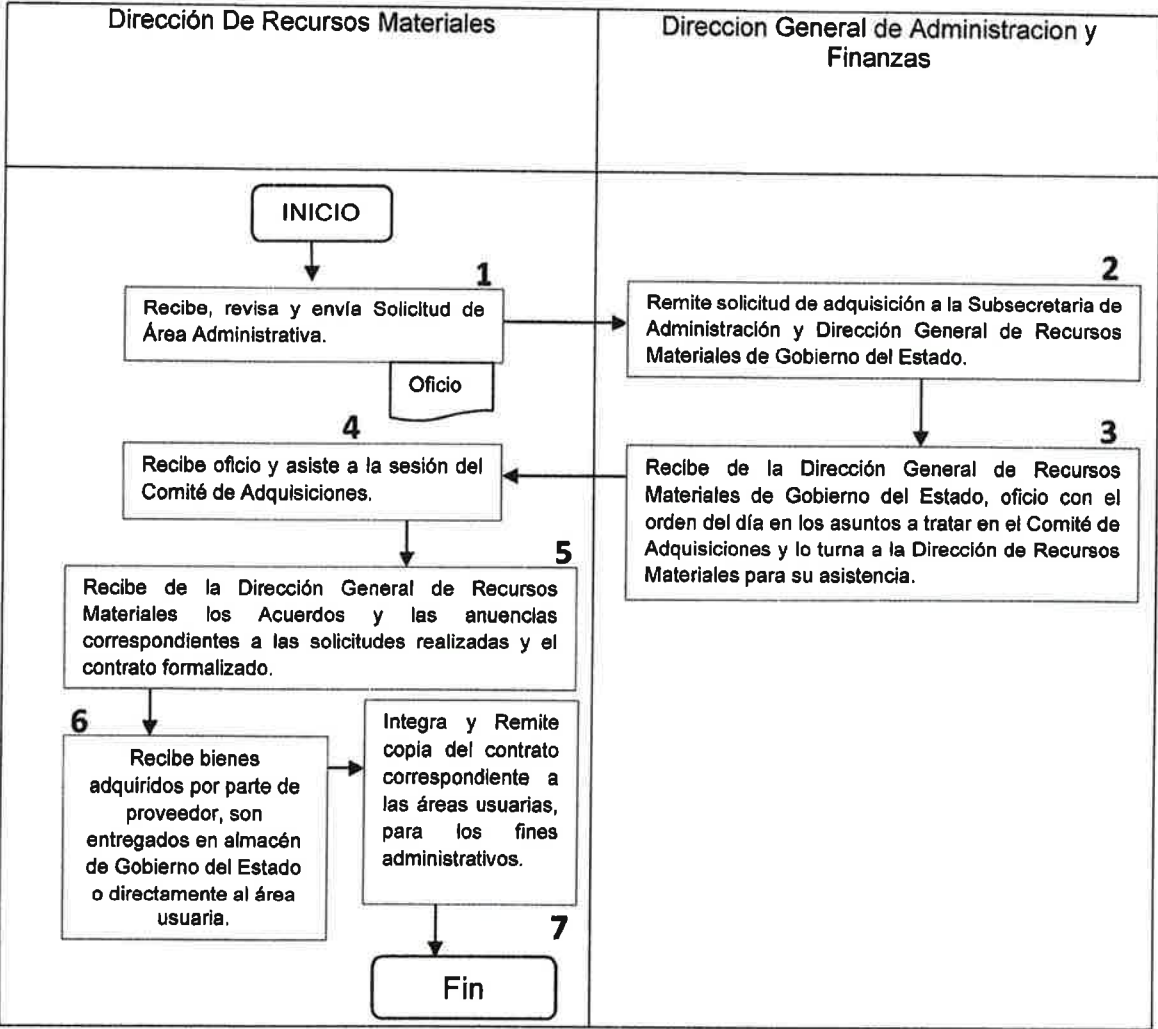 Dirección De Recursos Materiales
Direccion General de Administracion y
Finanzas
INICIO
1
Recibe, revisa y envía Solicitud de
Área Administrativa.
Oficio
2
Remite solicitud de adquisición a la Subsecretaria de
Administración y Dirección General de Recursos
Materiales de Gobierno del Estado.
3
Recibe de la Dirección General de Recursos
Materiales de Gobierno del Estado, oficio con el
orden del día en los asuntos a tratar en el Comité de
Adquisiciones y lo turna a la Dirección de Recursos
Materiales para su asistencia.
4
Recibe oficio y asiste a la sesión del
Comité de Adquisiciones.
5
Recibe de la Dirección General de Recursos
Materiales los Acuerdos y las anuencias
correspondientes a las solicitudes realizadas y el
contrato formalizado.
6
Recibe bienes
adquiridos por parte de
proveedor, son
entregados en almacén
de Gobierno del Estado
o directamente al área
usuaria.
Integra y Remite
copia del contrato
correspondiente a
las áreas usuarias,
para los fines
administrativos.
7
Fin